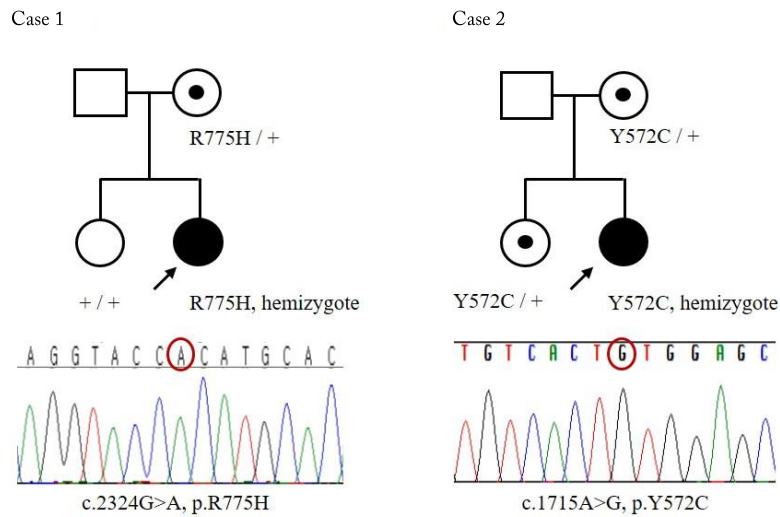 Case 1
Case 2
R775H / +
Y572C / +
+ / +
R775H, hemizygote
Y572C / +
Y572C, hemizygote
A G G T A C C A C A T G C A C
T G T C A C T G T G G A G C
c.2324G>A, p.R775H
c.1715A>G, p.Y572C